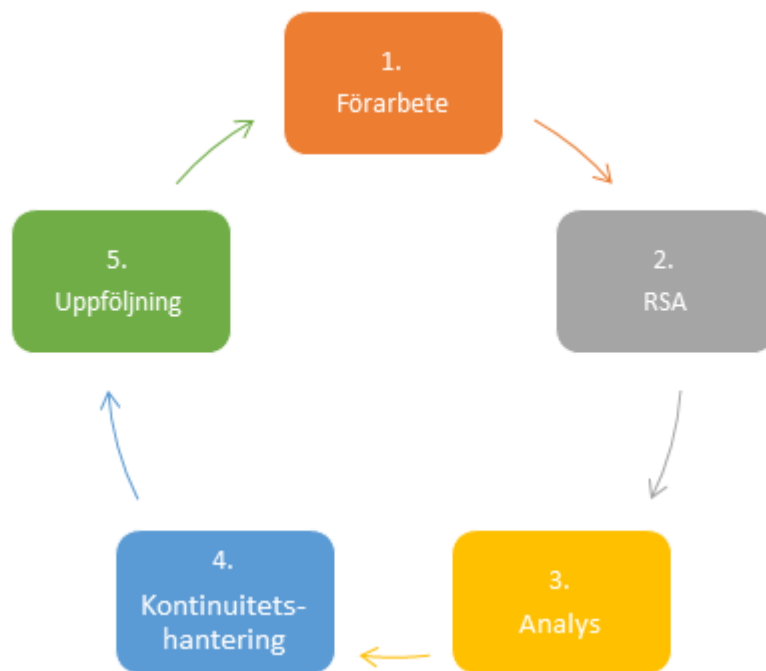 1.
Förarbete
2.
RSA
3.
Analys
4.
Kontinuitets-
hantering
5.
Uppföljning